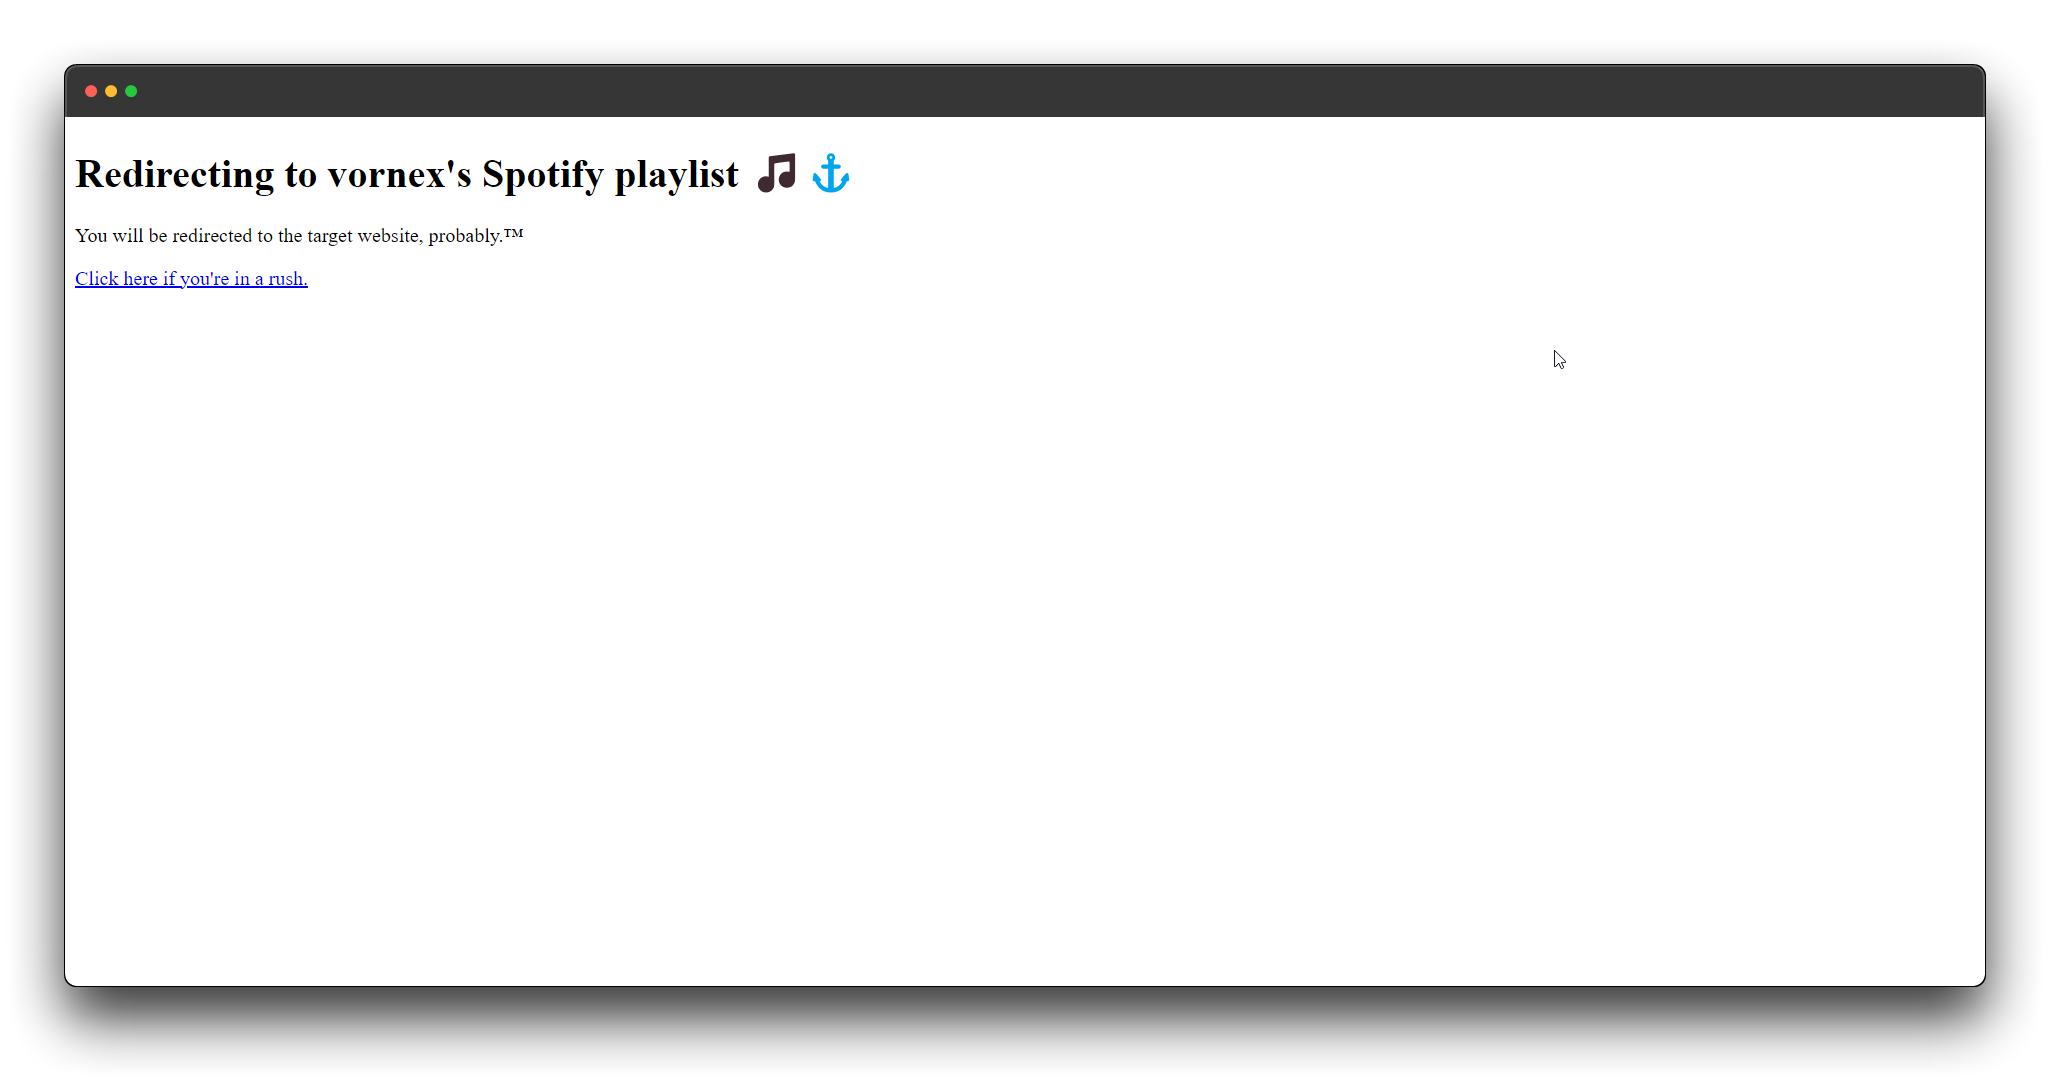 Redirecting to vornex's Spotify playlist 🎵 ⚓
You will be redirected to the target website, probably.™
Click here if you're in a rush.